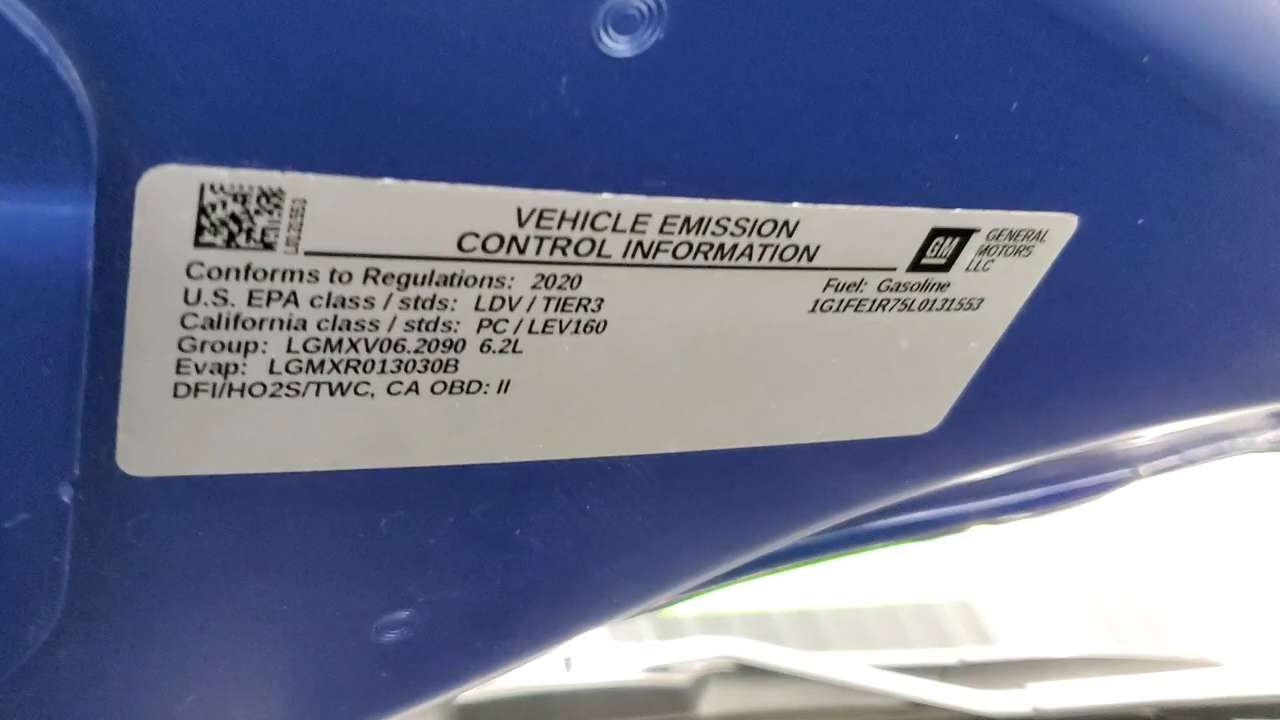 L0131553
VEHICLE EMISSION
CONTROL INFORMATION
GM
GENERAL
MOTORS
LLC
Conforms to Regulations: 2020
U.S. EPA class / stds: LDV / TIER3
California class / stds: PC / LEV160
Group: LGMXV06.2090 6.2L
Evap: LGMXR013030B
DFI/HO2S/TWC, CA OBD: II
Fuel: Gasoline
1G1FE1R75L0131553